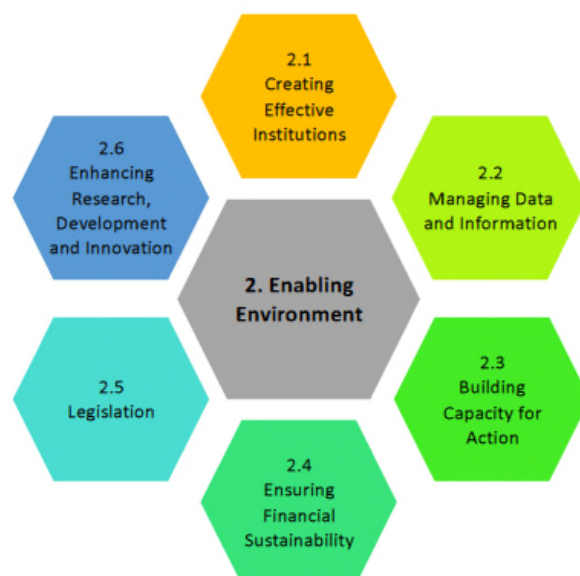 2.1
Creating
Effective
Institutions
2.2
Managing Data
and Information
2.3
Building
Capacity for
Action
2.4
Ensuring
Financial
Sustainability
2.5
Legislation
2.6
Enhancing
Research,
Development
and Innovation
2. Enabling
Environment